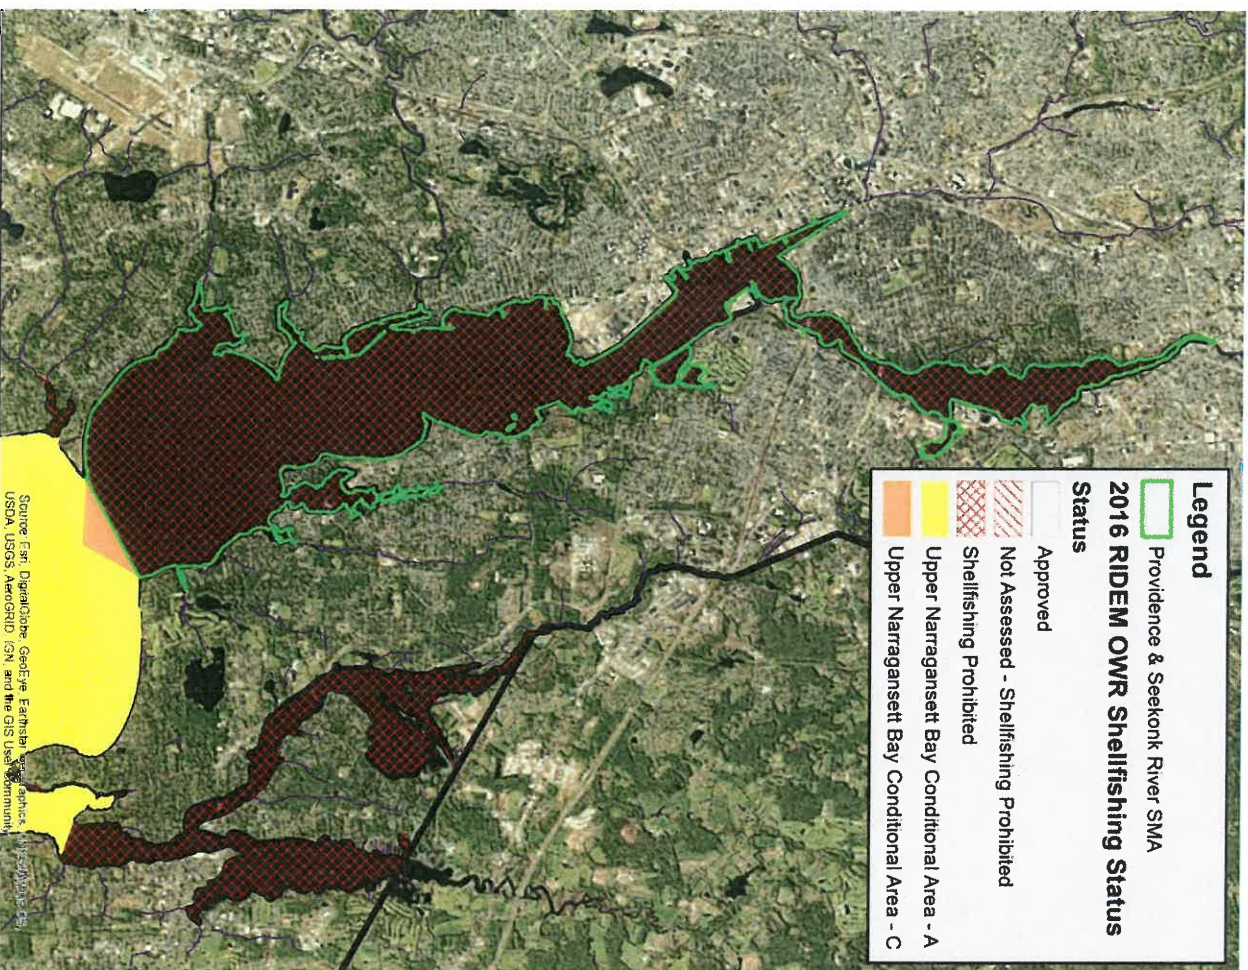 Legend
Providence & Seekonk River SMA
2016 RIDEM OWR Shellfishing Status
Status
Approved
Not Assessed - Shellfishing Prohibited
Shellfishing Prohibited
Upper Narragansett Bay Conditional Area - A
Upper Narragansett Bay Conditional Area - C
Source: Esri, DigitalGlobe, GeoEye, Earthstar
USDA, USGS, AeroGRID, IGN, and the GIS User Community